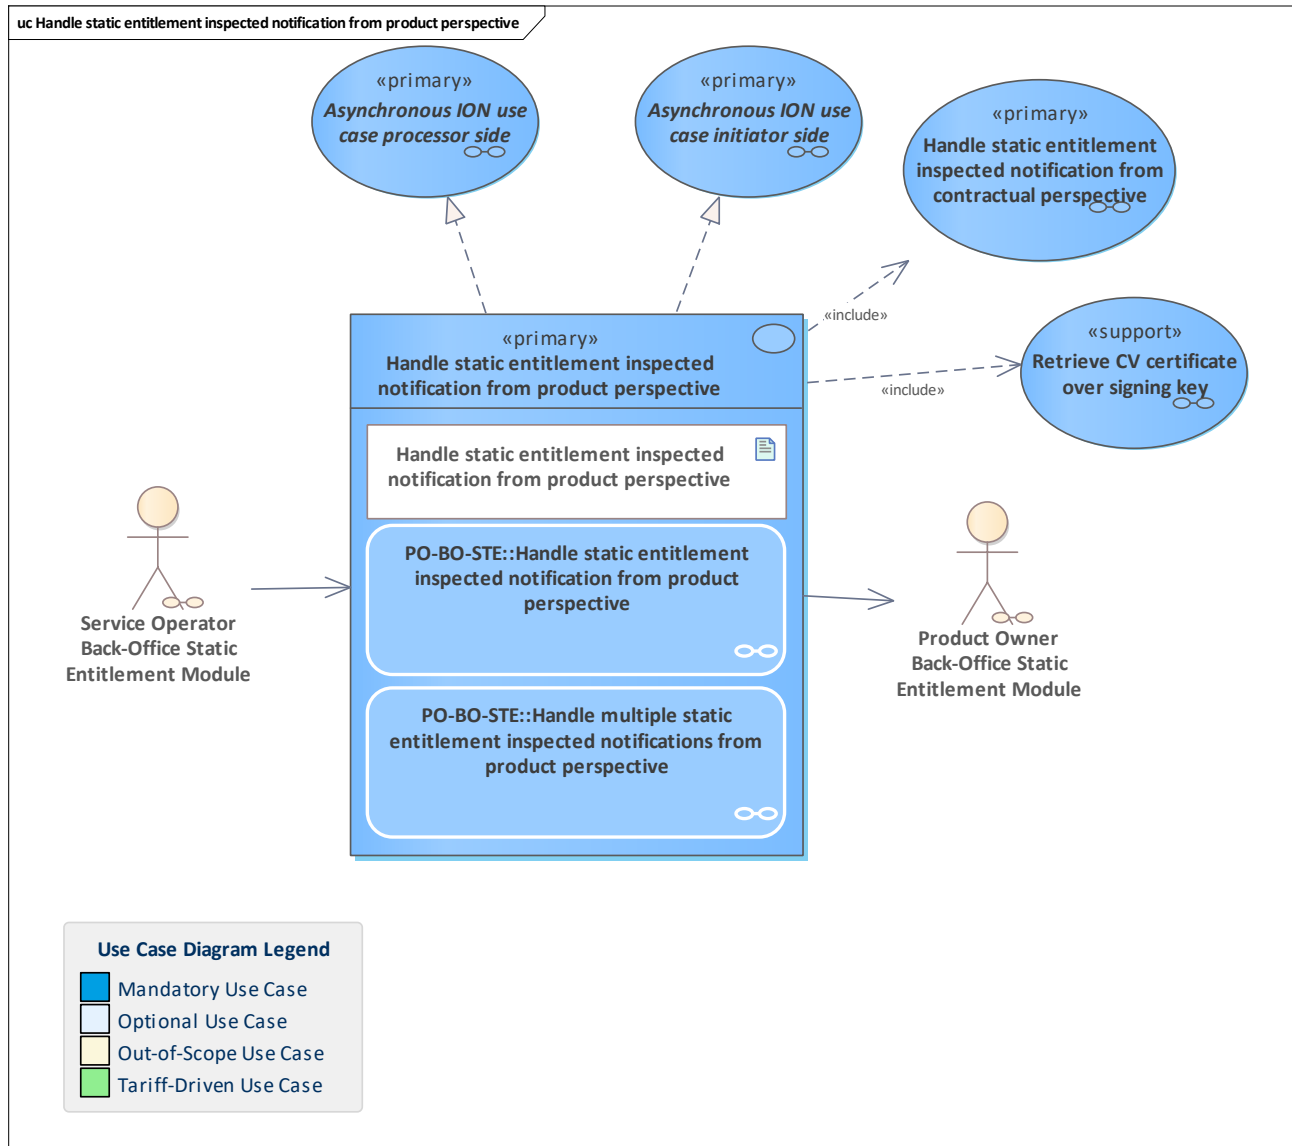 uc Handle static entitlement inspected notification from product perspective
«primary»
Asynchronous ION use
case processor side
«primary»
Asynchronous ION use
case initiator side
«primary»
Handle static entitlement
inspected notification from
contractual perspective
«include»
«support»
Retrieve CV certificate
over signing key
«include»
«primary»
Handle static entitlement inspected
notification from product perspective
Handle static entitlement inspected
notification from product perspective
PO-BO-STE::Handle static entitlement
inspected notification from product
perspective
PO-BO-STE::Handle multiple static
entitlement inspected notifications from
product perspective
Service Operator
Back-Office Static
Entitlement Module
Product Owner
Back-Office Static
Entitlement Module
Use Case Diagram Legend
Mandatory Use Case
Optional Use Case
Out-of-Scope Use Case
Tariff-Driven Use Case